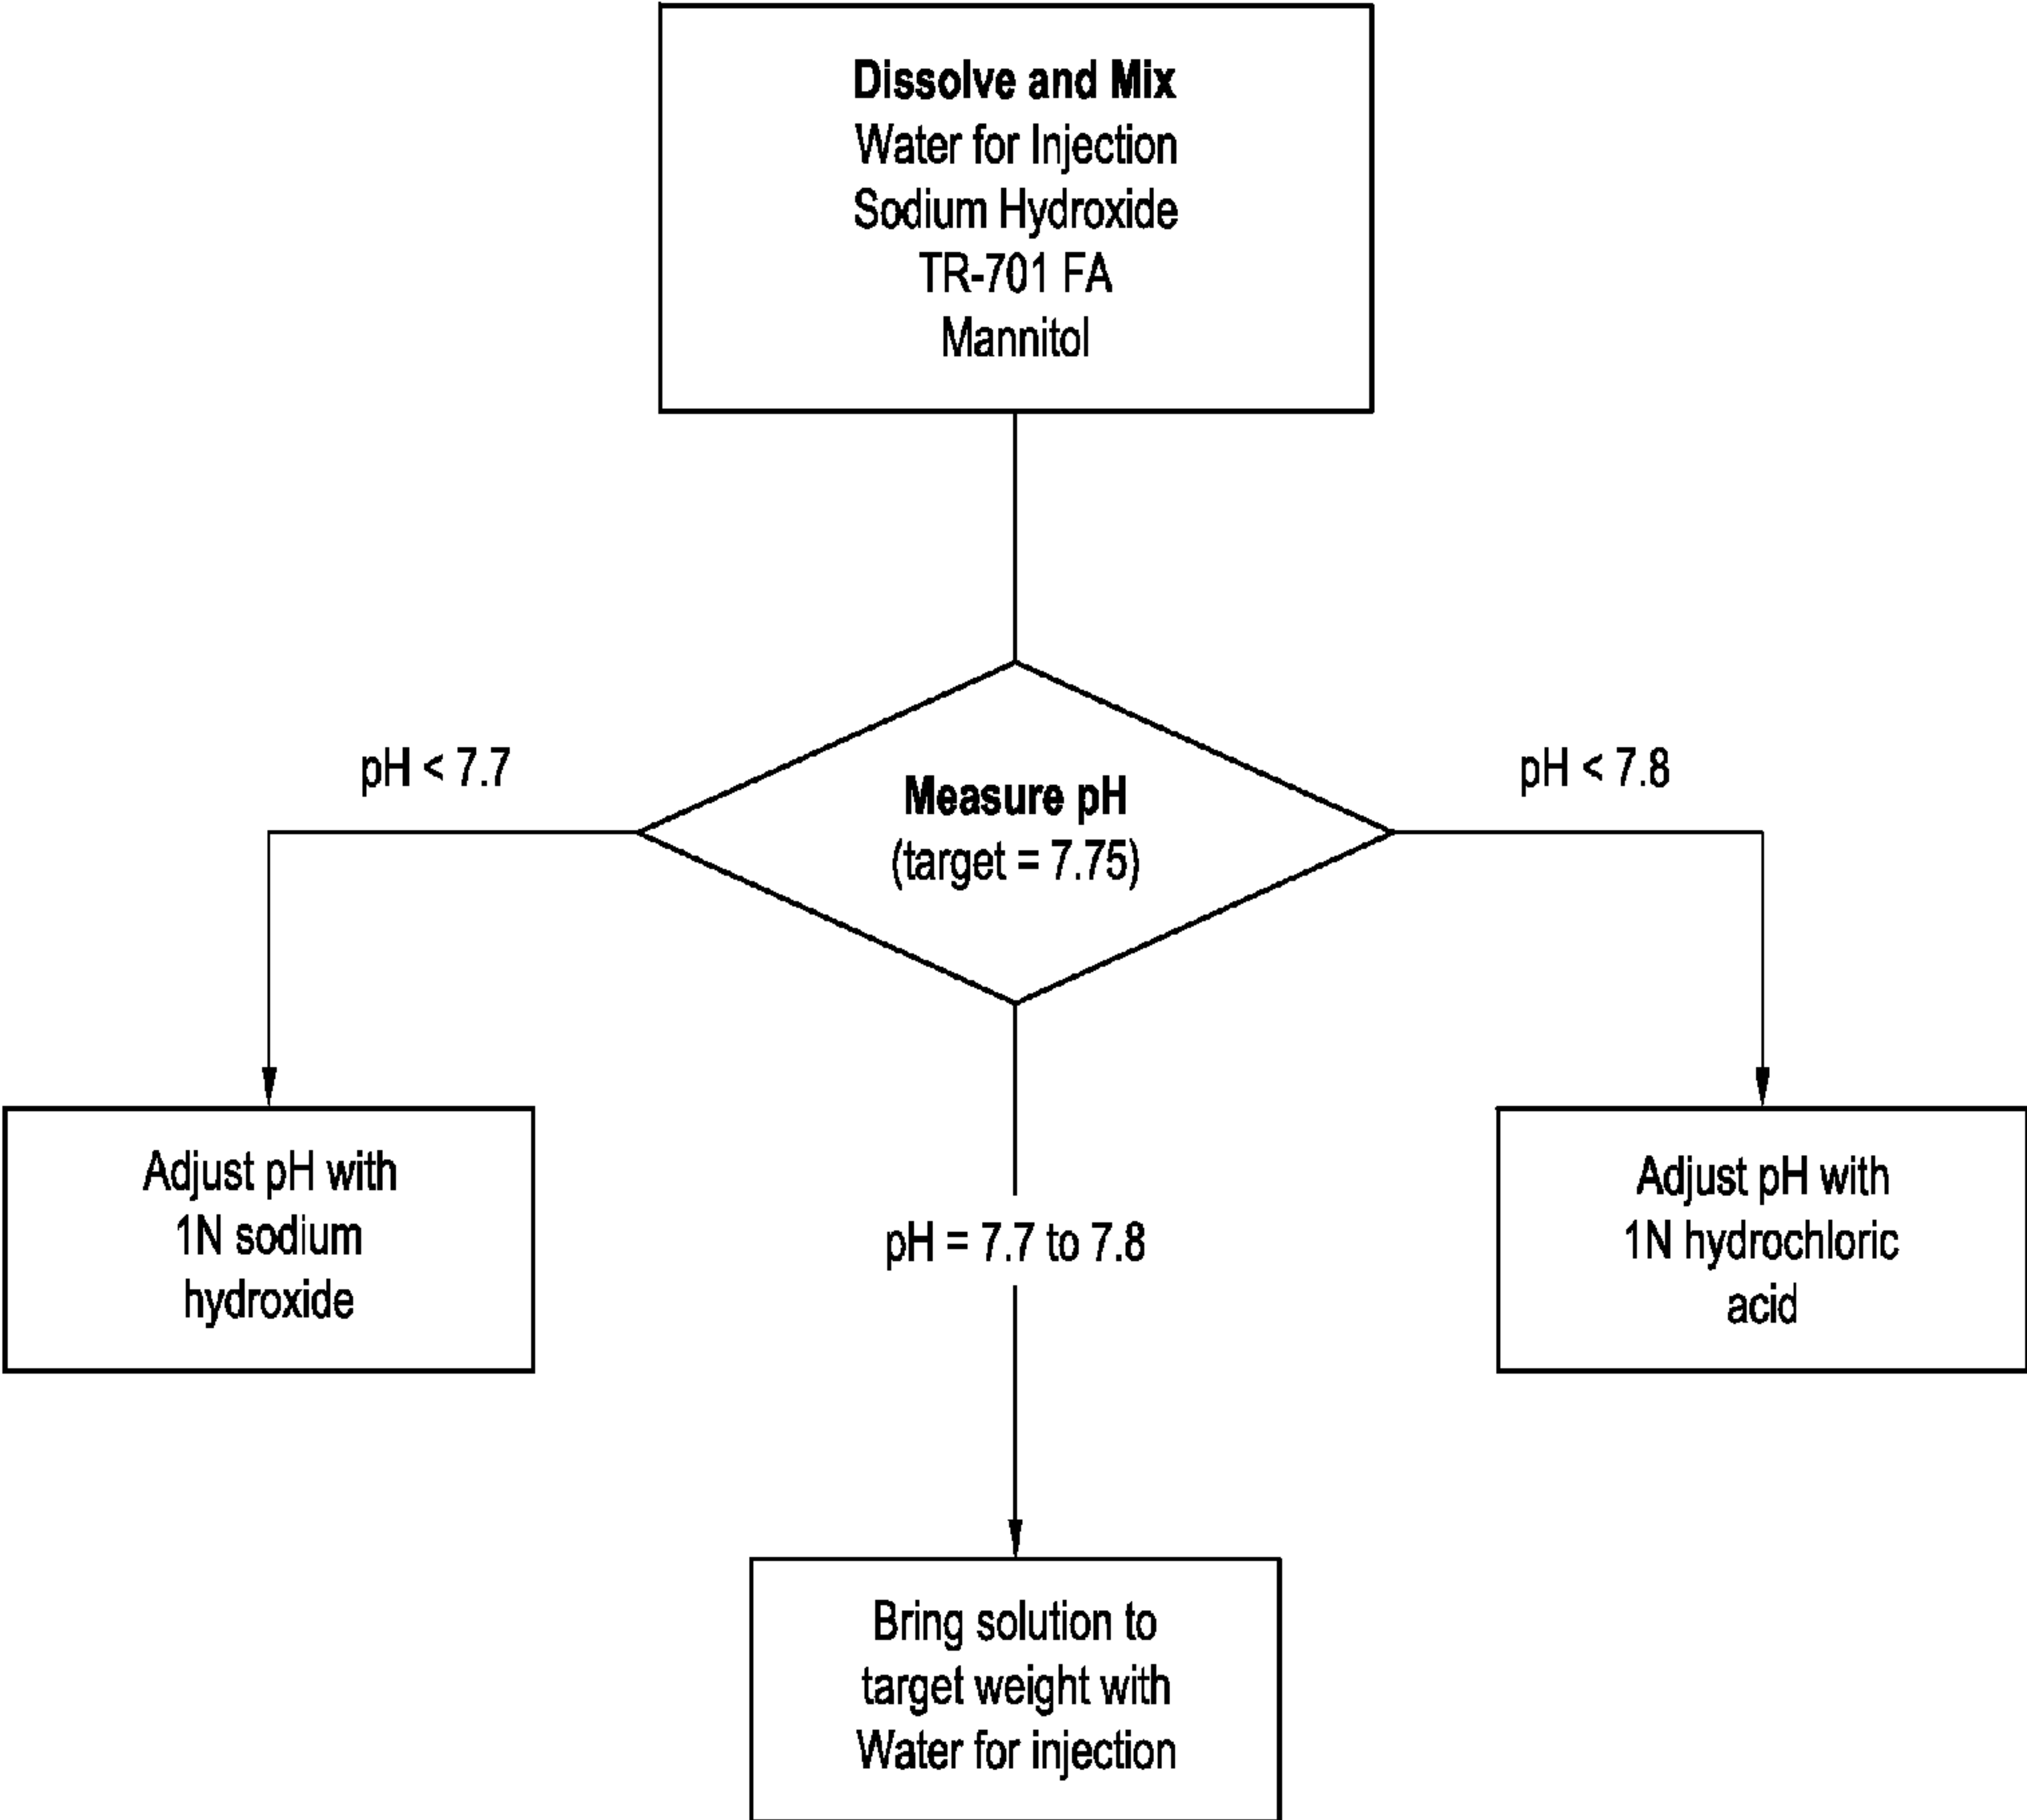 Dissolve and Mix
Water for Injection
Sodium Hydroxide
TR-701 FA
Mannitol
pH < 7.7
Measure pH
(target = 7.75)
pH < 7.8
Adjust pH with
1N sodium
hydroxide
pH = 7.7 to 7.8
Adjust pH with
1N hydrochloric
acid
Bring solution to
target weight with
Water for injection